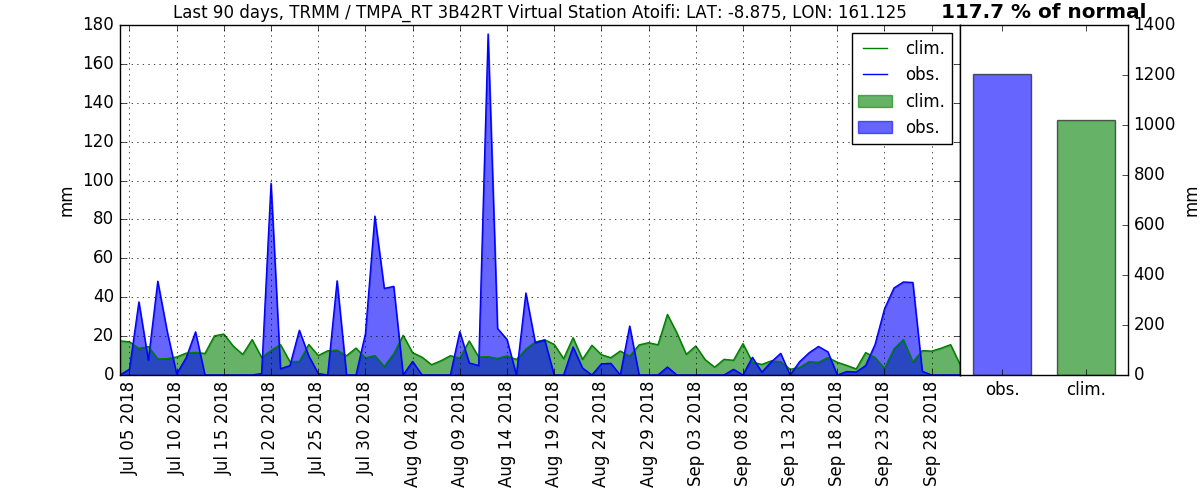 Last 90 days, TRMM / TMPA_RT 3B42RT Virtual Station Atoifi: LAT: -8.875, LON: 161.125
117.7 % of normal
180
160
140
120
100
80
60
40
20
0
mm
clim.
obs.
clim.
obs.
1400
1200
1000
800
600
400
200
0
mm
obs.
clim.
Jul 05 2018
Jul 10 2018
Jul 15 2018
Jul 20 2018
Jul 25 2018
Jul 30 2018
Aug 04 2018
Aug 09 2018
Aug 14 2018
Aug 19 2018
Aug 24 2018
Aug 29 2018
Sep 03 2018
Sep 08 2018
Sep 13 2018
Sep 18 2018
Sep 23 2018
Sep 28 2018